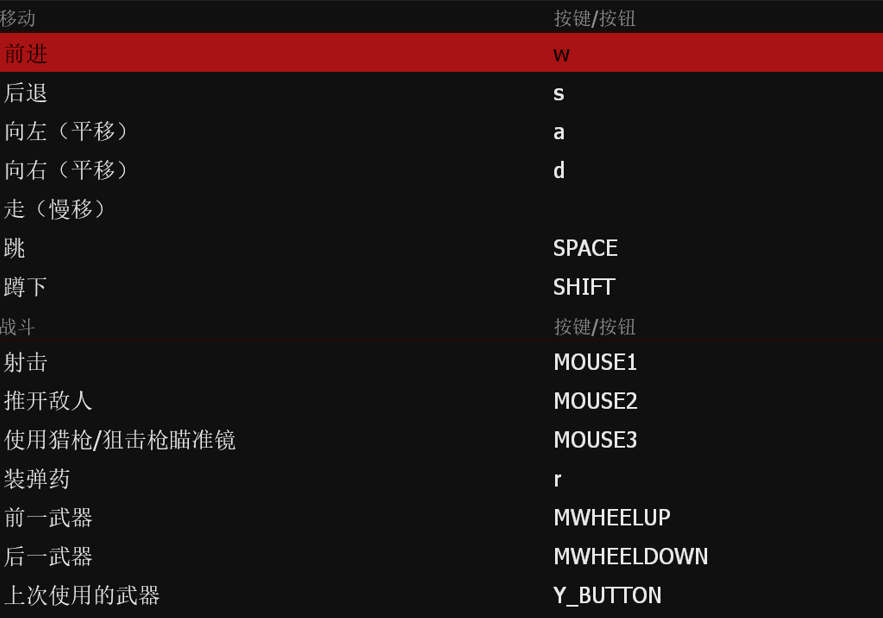 移动 按键/按钮
前进 w
后退 s
向左（平移） a
向右（平移） d
走（慢移）
跳 SPACE
蹲下 SHIFT
战斗 按键/按钮
射击 MOUSE1
推开敌人 MOUSE2
使用猎枪/狙击枪瞄准镜 MOUSE3
装弹药 r
前一武器 MWHEELUP
后一武器 MWHEELDOWN
上次使用的武器 Y_BUTTON